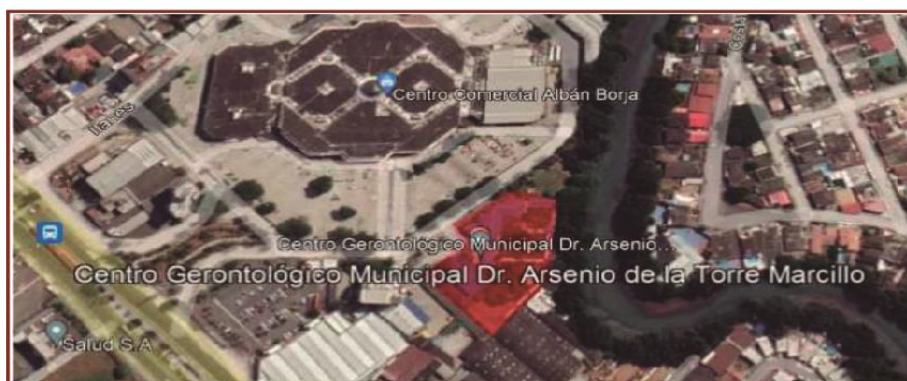 Centro Comercial Albán Borja
Centro Gerontológico Municipal Dr. Arsenio...
Centro Gerontológico Municipal Dr. Arsenio de la Torre Marcillo
Salud S.A